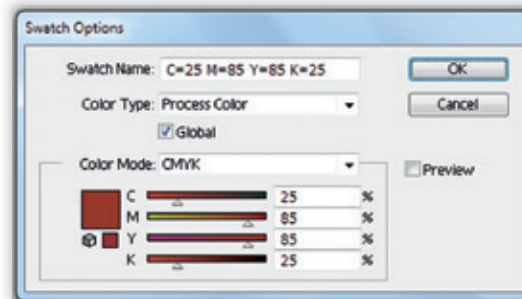 Swatch Options
Swatch Name: C=25 M=85 Y=85 K=25
OK
Color Type: Process Color
Cancel
Global
Color Mode: CMYK
Preview
C 25 %
M 85 %
Y 85 %
K 25 %